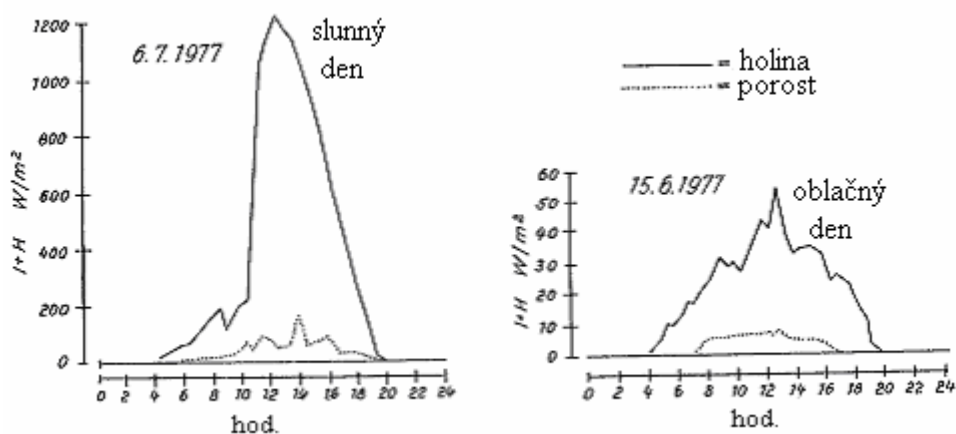 1200
1000
800
600
400
200
0
I+H W/m²
6.7.1977
slunný
den
0 2 4 6 8 10 12 14 16 18 20 22 24
hod.
= holina
= porost
60
50
40
30
20
10
0
I+H W/m²
15.6.1977
oblačný
den
0 2 4 6 8 10 12 14 16 18 20 22 24
hod.